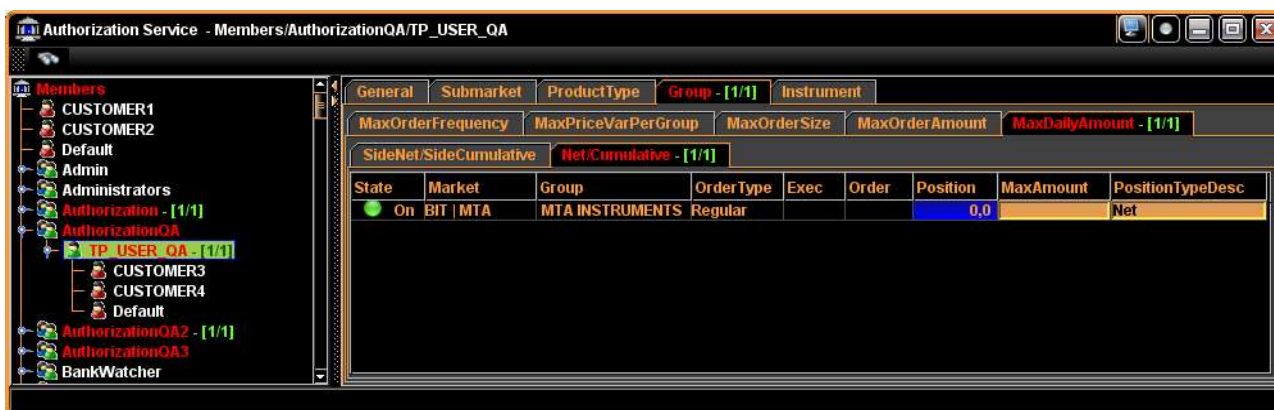 Authorization Service - Members/AuthorizationQA/TP_USER_QA
Members
CUSTOMER1
CUSTOMER2
Default
Admin
Administrators
Authorization - [1/1]
AuthorizationQA
TP_USER_QA - [1/1]
CUSTOMER3
CUSTOMER4
Default
AuthorizationQA2 - [1/1]
AuthorizationQA3
BankWatcher
General Submarket ProductType Group - [1/1] Instrument
MaxOrderFrequency MaxPriceVarPerGroup MaxOrderSize MaxOrderAmount MaxDailyAmount - [1/1]
SideNet/SideCumulative Net/Cumulative - [1/1]
State Market Group OrderType Exec Order Position MaxAmount PositionTypeDesc
On BIT | MTA MTA INSTRUMENTS Regular 0,0 Net